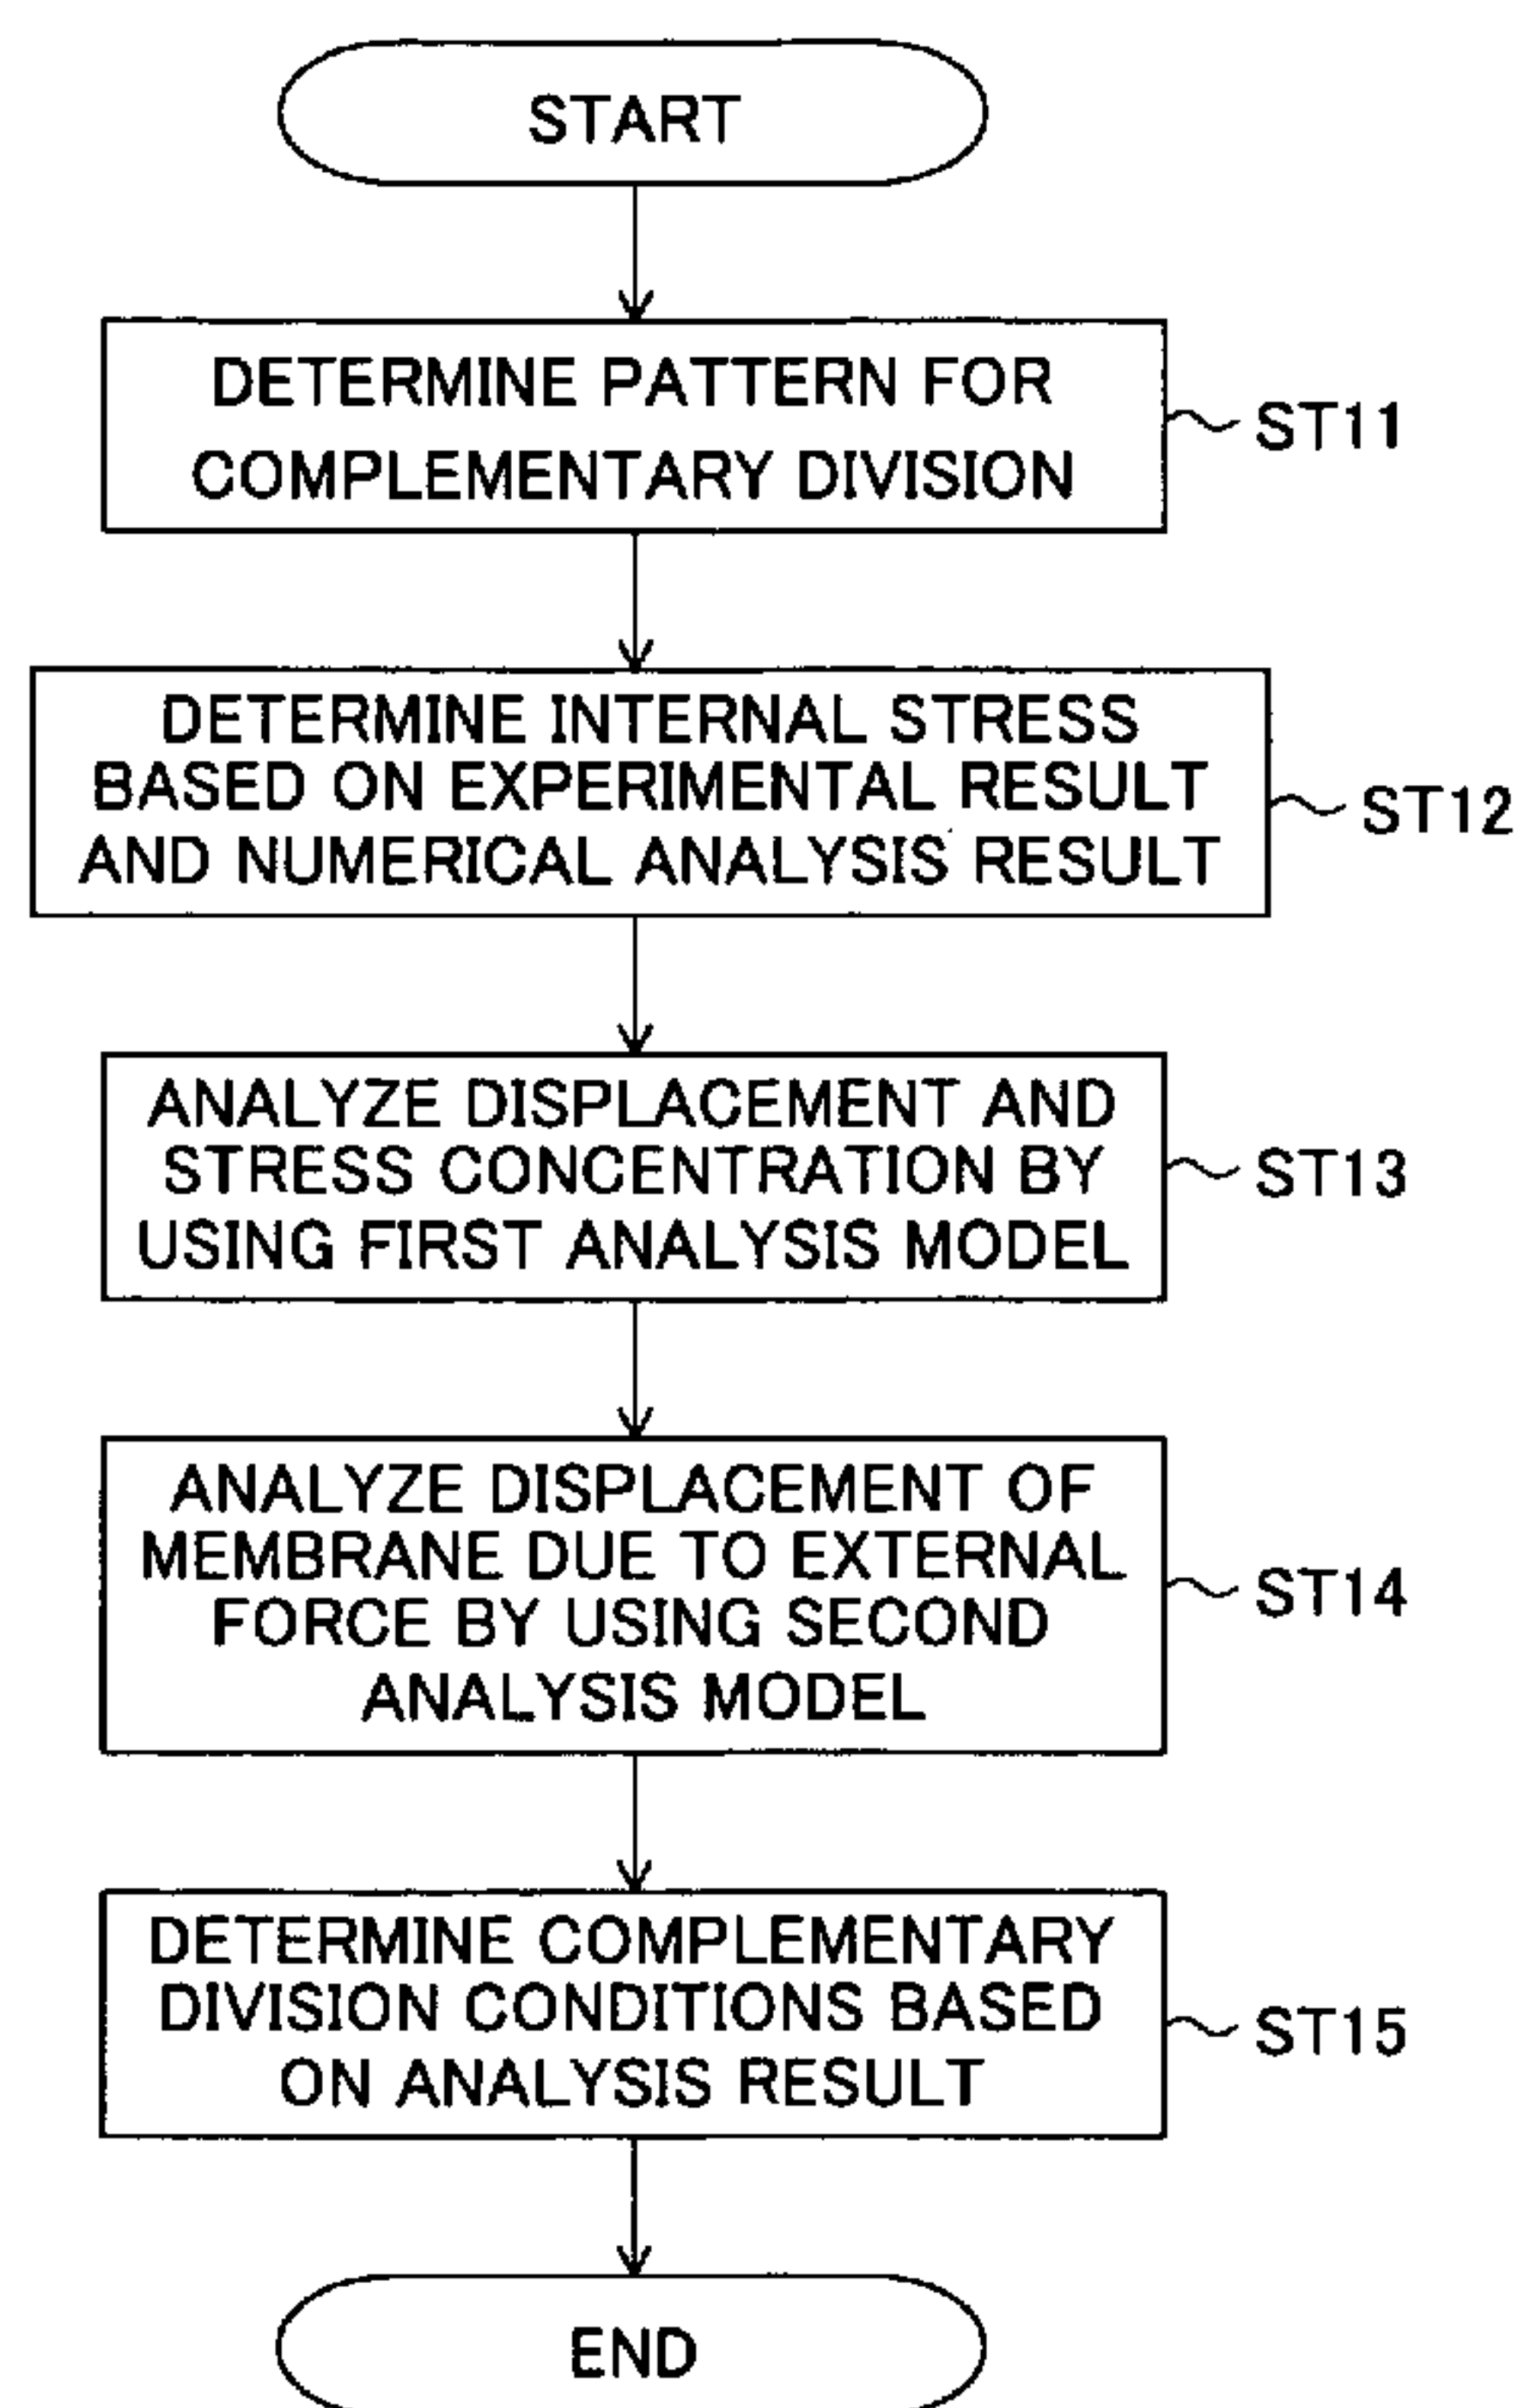 START
DETERMINE PATTERN FOR
COMPLEMENTARY DIVISION
ST11
DETERMINE INTERNAL STRESS
BASED ON EXPERIMENTAL RESULT
AND NUMERICAL ANALYSIS RESULT
ST12
ANALYZE DISPLACEMENT AND
STRESS CONCENTRATION BY
USING FIRST ANALYSIS MODEL
ST13
ANALYZE DISPLACEMENT OF
MEMBRANE DUE TO EXTERNAL
FORCE BY USING SECOND
ANALYSIS MODEL
ST14
DETERMINE COMPLEMENTARY
DIVISION CONDITIONS BASED
ON ANALYSIS RESULT
ST15
END